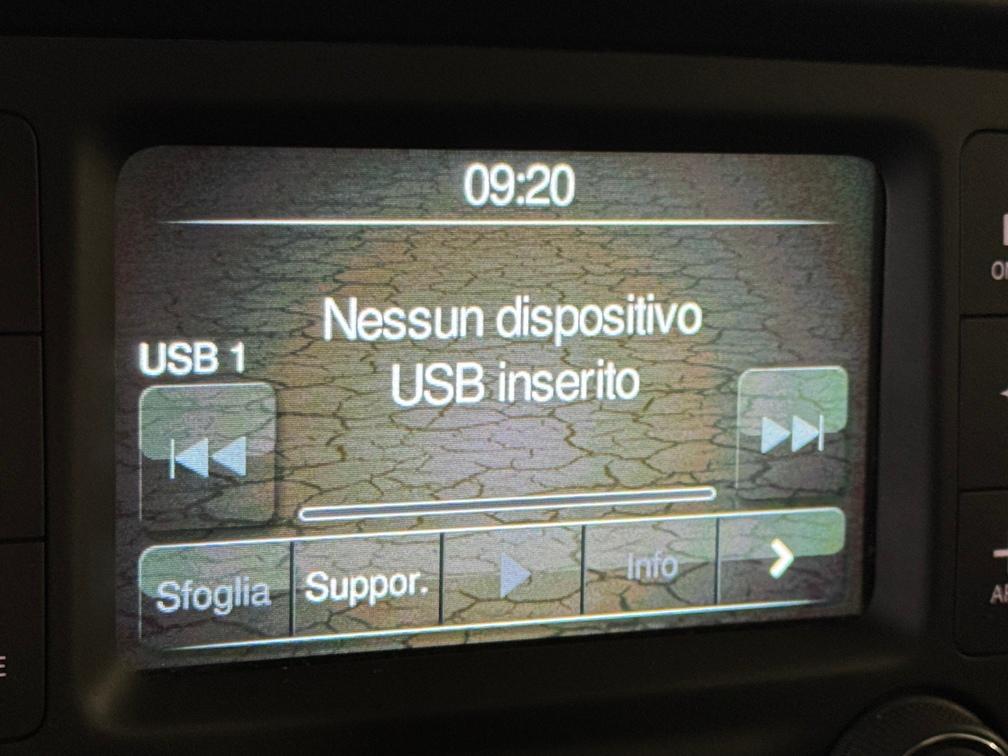 09:20
Nessun dispositivo
USB 1
USB inserito
Sfoglia Suppor. Info